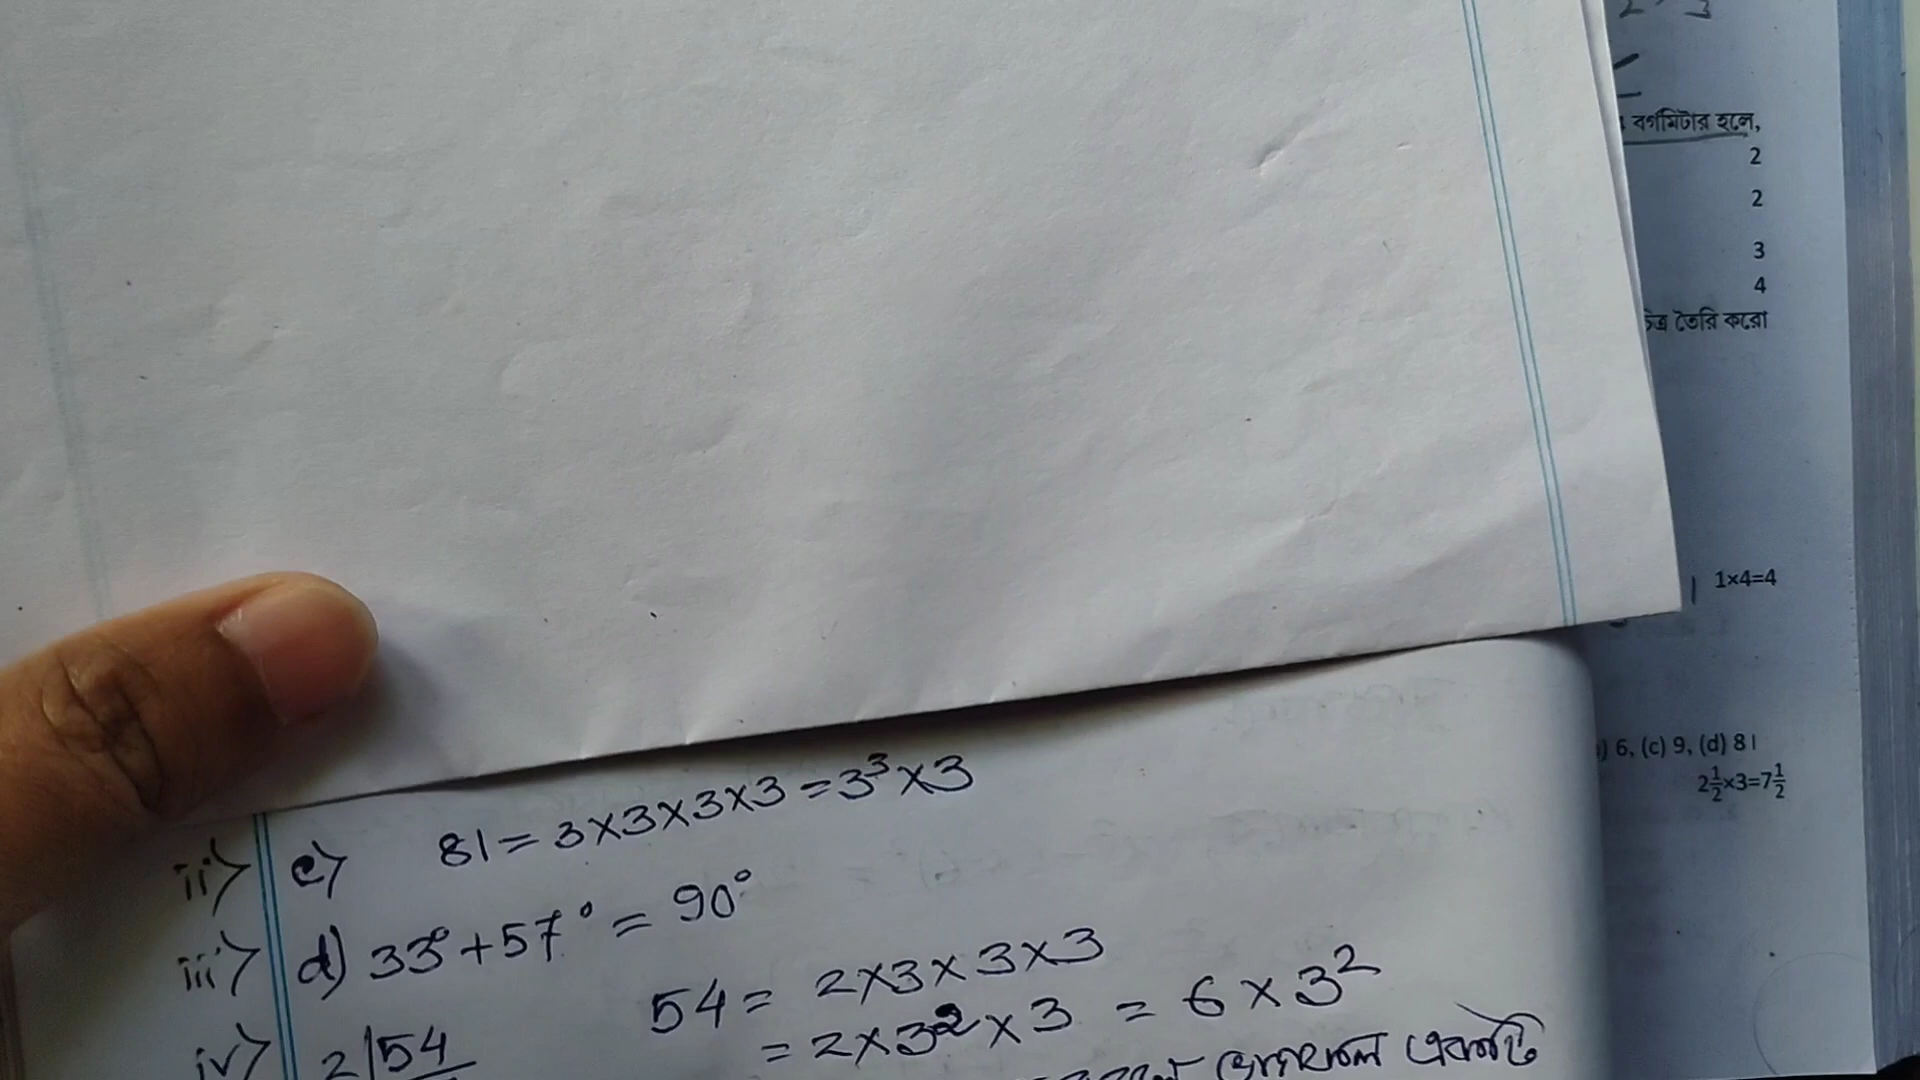 বর্গমিটার হলে,
2
2
3
4
তৈরি করো
1×4=4
6, (c) 9, (d) 81
2½×3=7½
ii) c) 81=3×3×3×3=3³×3
iii) d) 33°+57°=90°
iv) 2|54 54= 2×3×3×3
=2×3²×3 = 6×3²